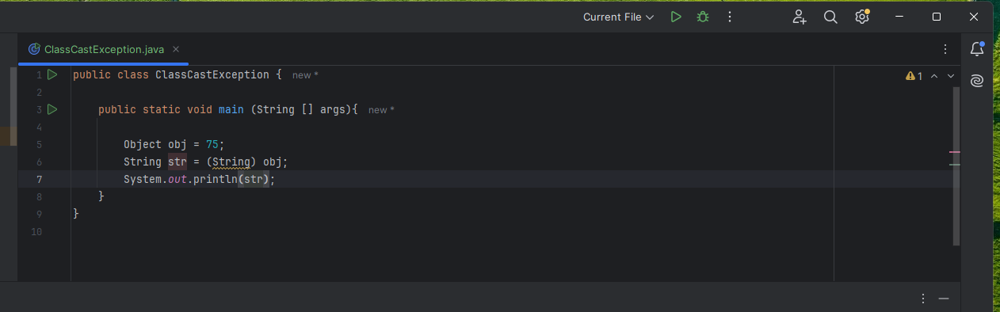 Current File
ClassCastException.java
1 public class ClassCastException { new *
2
3 public static void main (String [] args){ new *
4
5 Object obj = 75;
6 String str = (String) obj;
7 System.out.println(str);
8 }
9 }
10
1